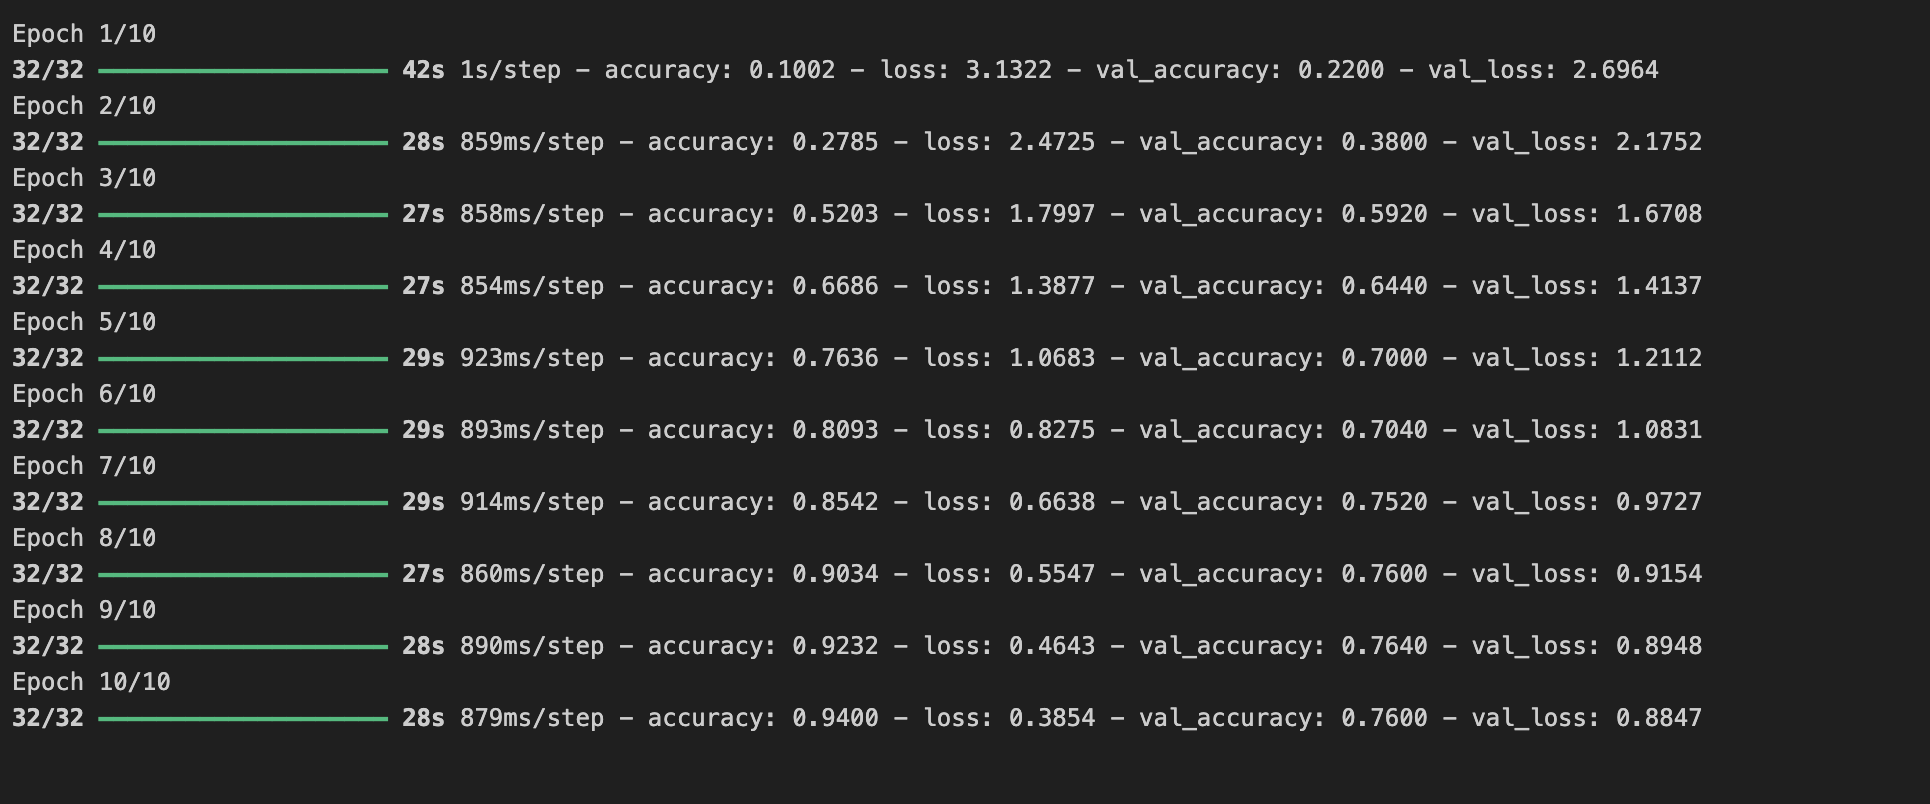 Epoch 1/10
32/32 ━━━━━━━━━━━━━━━━━━━━ 42s 1s/step - accuracy: 0.1002 - loss: 3.1322 - val_accuracy: 0.2200 - val_loss: 2.6964
Epoch 2/10
32/32 ━━━━━━━━━━━━━━━━━━━━ 28s 859ms/step - accuracy: 0.2785 - loss: 2.4725 - val_accuracy: 0.3800 - val_loss: 2.1752
Epoch 3/10
32/32 ━━━━━━━━━━━━━━━━━━━━ 27s 858ms/step - accuracy: 0.5203 - loss: 1.7997 - val_accuracy: 0.5920 - val_loss: 1.6708
Epoch 4/10
32/32 ━━━━━━━━━━━━━━━━━━━━ 27s 854ms/step - accuracy: 0.6686 - loss: 1.3877 - val_accuracy: 0.6440 - val_loss: 1.4137
Epoch 5/10
32/32 ━━━━━━━━━━━━━━━━━━━━ 29s 923ms/step - accuracy: 0.7636 - loss: 1.0683 - val_accuracy: 0.7000 - val_loss: 1.2112
Epoch 6/10
32/32 ━━━━━━━━━━━━━━━━━━━━ 29s 893ms/step - accuracy: 0.8093 - loss: 0.8275 - val_accuracy: 0.7040 - val_loss: 1.0831
Epoch 7/10
32/32 ━━━━━━━━━━━━━━━━━━━━ 29s 914ms/step - accuracy: 0.8542 - loss: 0.6638 - val_accuracy: 0.7520 - val_loss: 0.9727
Epoch 8/10
32/32 ━━━━━━━━━━━━━━━━━━━━ 27s 860ms/step - accuracy: 0.9034 - loss: 0.5547 - val_accuracy: 0.7600 - val_loss: 0.9154
Epoch 9/10
32/32 ━━━━━━━━━━━━━━━━━━━━ 28s 890ms/step - accuracy: 0.9232 - loss: 0.4643 - val_accuracy: 0.7640 - val_loss: 0.8948
Epoch 10/10
32/32 ━━━━━━━━━━━━━━━━━━━━ 28s 879ms/step - accuracy: 0.9400 - loss: 0.3854 - val_accuracy: 0.7600 - val_loss: 0.8847